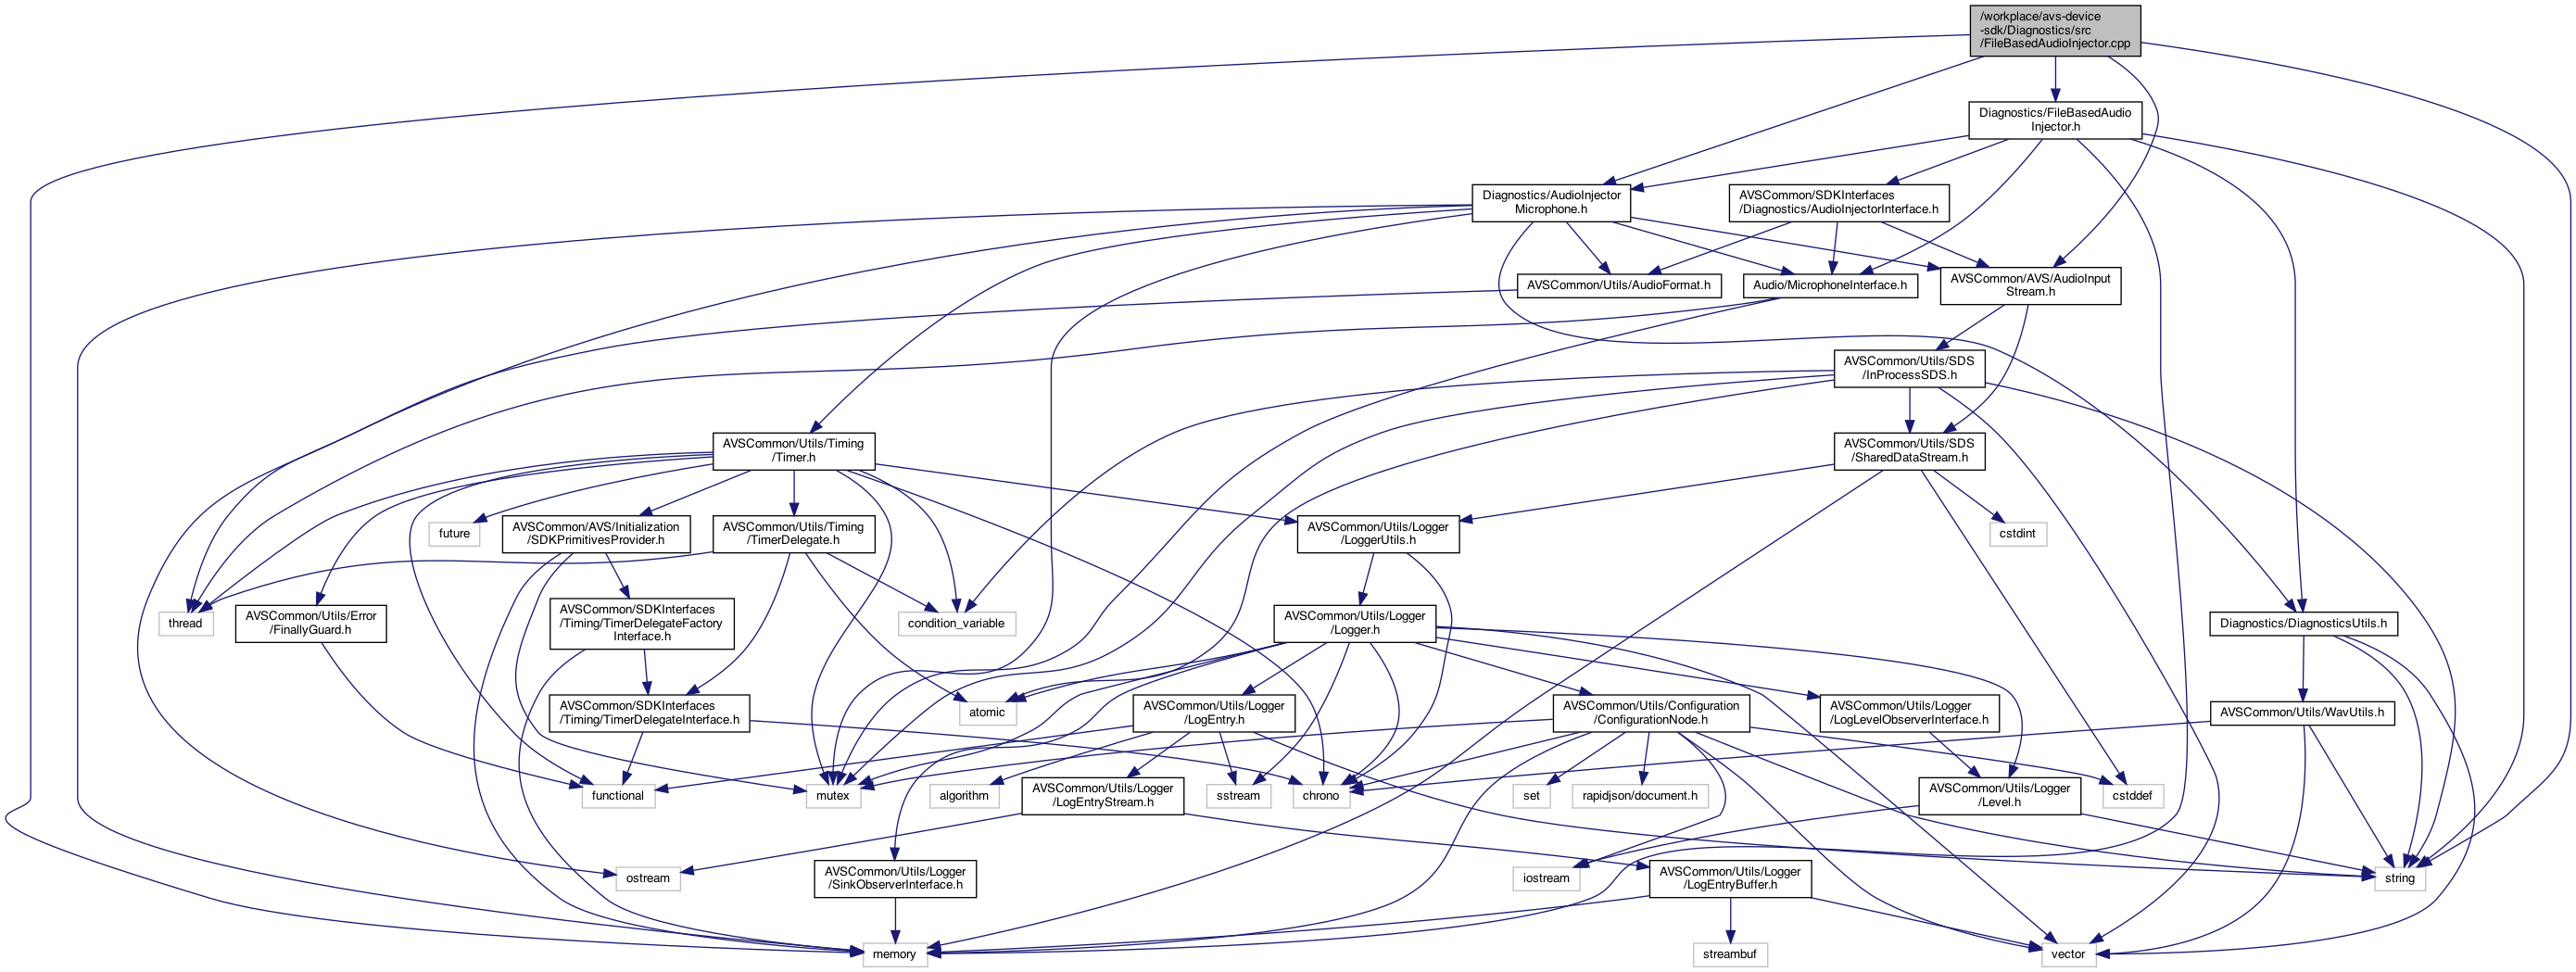 /workplace/avs-device
-sdk/Diagnostics/src
/FileBasedAudioInjector.cpp
Diagnostics/FileBasedAudio
Injector.h
Diagnostics/AudioInjector
Microphone.h
AVSCommon/SDKInterfaces
/Diagnostics/AudioInjectorInterface.h
AVSCommon/Utils/AudioFormat.h
Audio/MicrophoneInterface.h
AVSCommon/AVS/AudioInput
Stream.h
AVSCommon/Utils/SDS
/InProcessSDS.h
AVSCommon/Utils/Timing
/Timer.h
AVSCommon/Utils/SDS
/SharedDataStream.h
future
AVSCommon/AVS/Initialization
/SDKPrimitivesProvider.h
AVSCommon/Utils/Timing
/TimerDelegate.h
AVSCommon/Utils/Logger
/LoggerUtils.h
cstdint
thread
AVSCommon/Utils/Error
/FinallyGuard.h
AVSCommon/SDKInterfaces
/Timing/TimerDelegateFactory
Interface.h
condition_variable
AVSCommon/Utils/Logger
/Logger.h
Diagnostics/DiagnosticsUtils.h
AVSCommon/SDKInterfaces
/Timing/TimerDelegateInterface.h
atomic
AVSCommon/Utils/Logger
/LogEntry.h
AVSCommon/Utils/Configuration
/ConfigurationNode.h
AVSCommon/Utils/Logger
/LogLevelObserverInterface.h
AVSCommon/Utils/WavUtils.h
functional
mutex
algorithm
AVSCommon/Utils/Logger
/LogEntryStream.h
sstream
chrono
set
rapidjson/document.h
AVSCommon/Utils/Logger
/Level.h
cstddef
ostream
AVSCommon/Utils/Logger
/SinkObserverInterface.h
iostream
AVSCommon/Utils/Logger
/LogEntryBuffer.h
string
memory
streambuf
vector